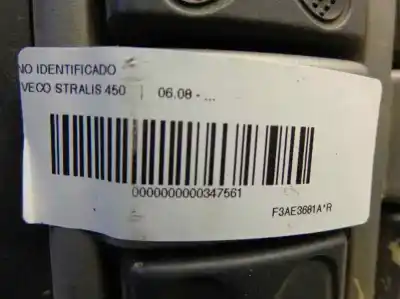 NO IDENTIFICADO
VECO STRALIS 450 | 06.08 - ...
0000000000347561
F3AE3681A*R